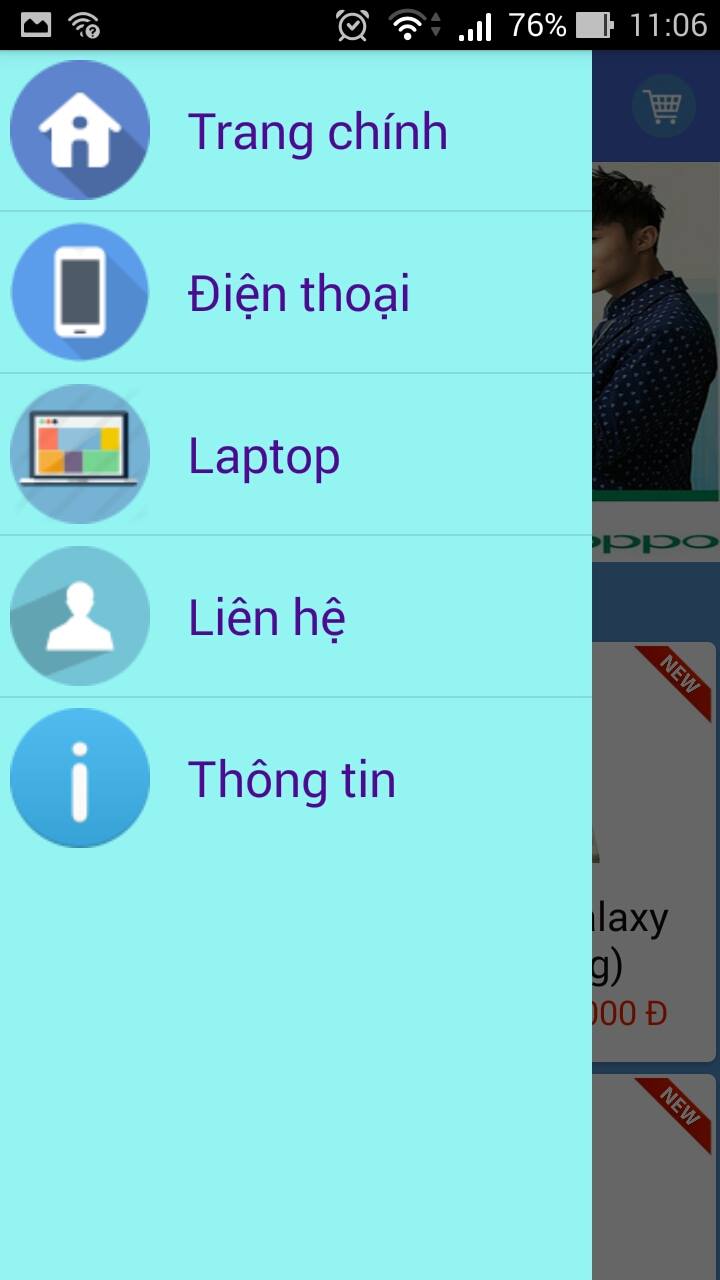 76% 11:06
Trang chính
Điện thoại
Laptop
Liên hệ
Thông tin
oppo
NEW
alaxy
g)
000 Đ
NEW